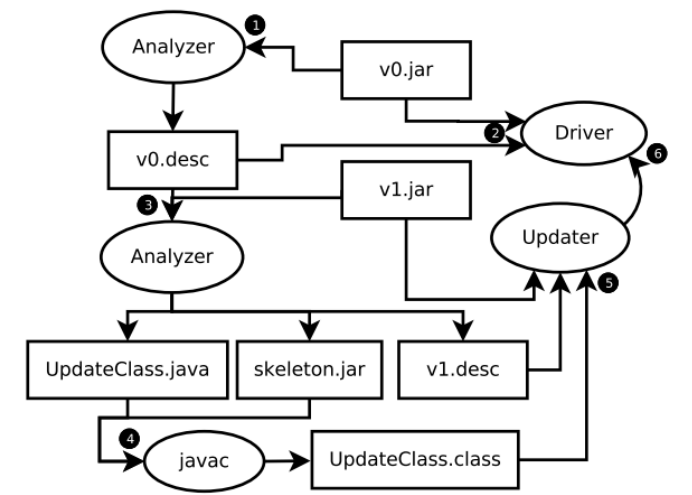 1
Analyzer
v0.jar
2
Driver
v0.desc
6
v1.jar
3
Updater
Analyzer
5
UpdateClass.java
skeleton.jar
v1.desc
4
javac
UpdateClass.class